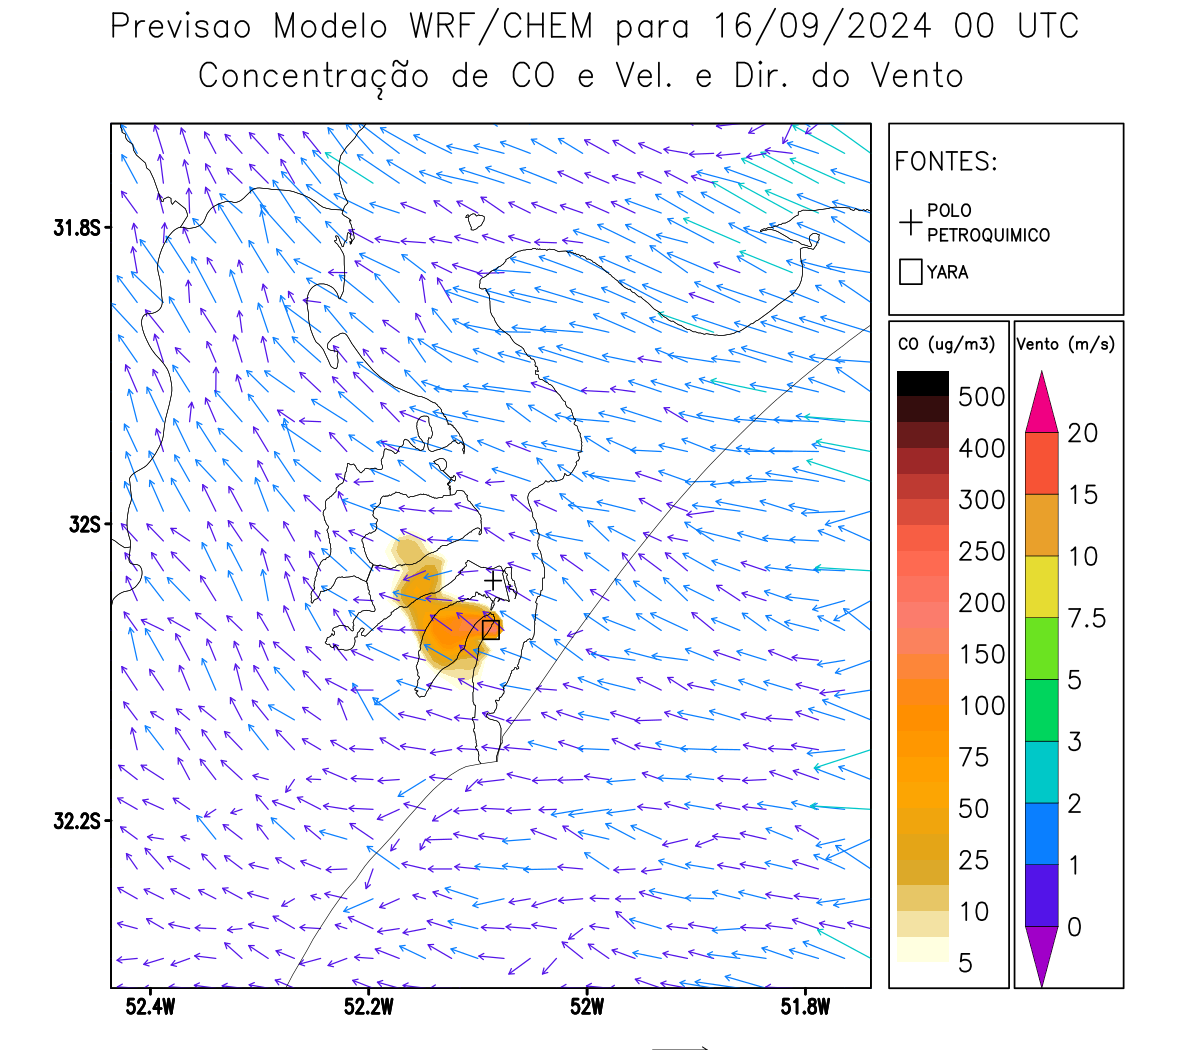 Previsao Modelo WRF/CHEM para 16/09/2024 00 UTC
Concentração de CO e Vel. e Dir. do Vento
FONTES:
POLO
PETROQUIMICO
YARA
CO (ug/m3)
500
400
300
250
200
150
100
75
50
25
10
5
Vento (m/s)
20
15
10
7.5
5
3
2
1
0
31.8S
32S
32.2S
52.4W
52.2W
52W
51.8W